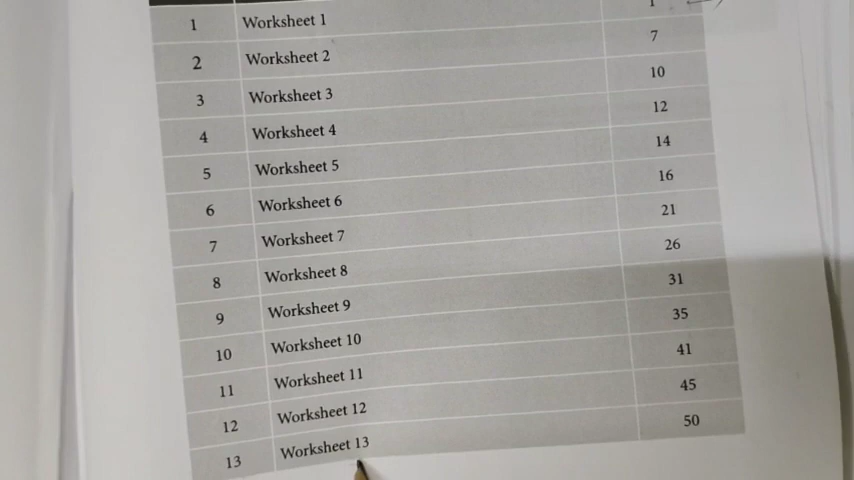 1 Worksheet 1 1
2 Worksheet 2 7
3 Worksheet 3 10
4 Worksheet 4 12
5 Worksheet 5 14
6 Worksheet 6 16
7 Worksheet 7 21
8 Worksheet 8 26
9 Worksheet 9 31
10 Worksheet 10 35
11 Worksheet 11 41
12 Worksheet 12 45
13 Worksheet 13 50